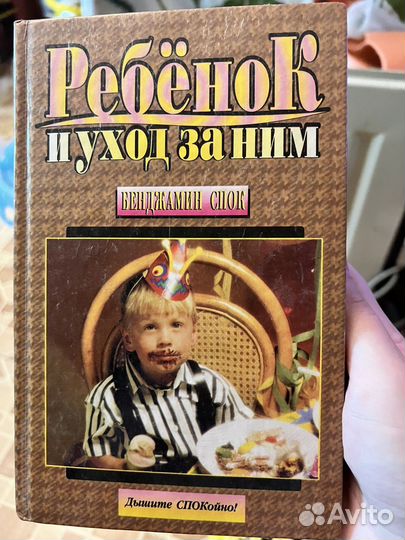 РебёноК
и уход за ним
БЕНДЖАМИН СПОК
Дышите СПОКойно!
Avito